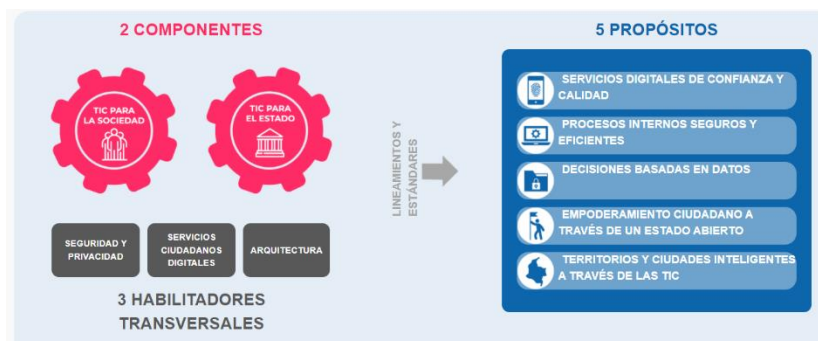 2 COMPONENTES
TIC PARA
LA SOCIEDAD
TIC PARA
EL ESTADO
SEGURIDAD Y
PRIVACIDAD
SERVICIOS
CIUDADANOS
DIGITALES
ARQUITECTURA
3 HABILITADORES
TRANSVERSALES
LINEAMIENTOS Y
ESTÁNDARES
5 PROPÓSITOS
SERVICIOS DIGITALES DE CONFIANZA Y
CALIDAD
PROCESOS INTERNOS SEGUROS Y
EFICIENTES
DECISIONES BASADAS EN DATOS
EMPODERAMIENTO CIUDADANO A
TRAVÉS DE UN ESTADO ABIERTO
TERRITORIOS Y CIUDADES INTELIGENTES
A TRAVÉS DE LAS TIC